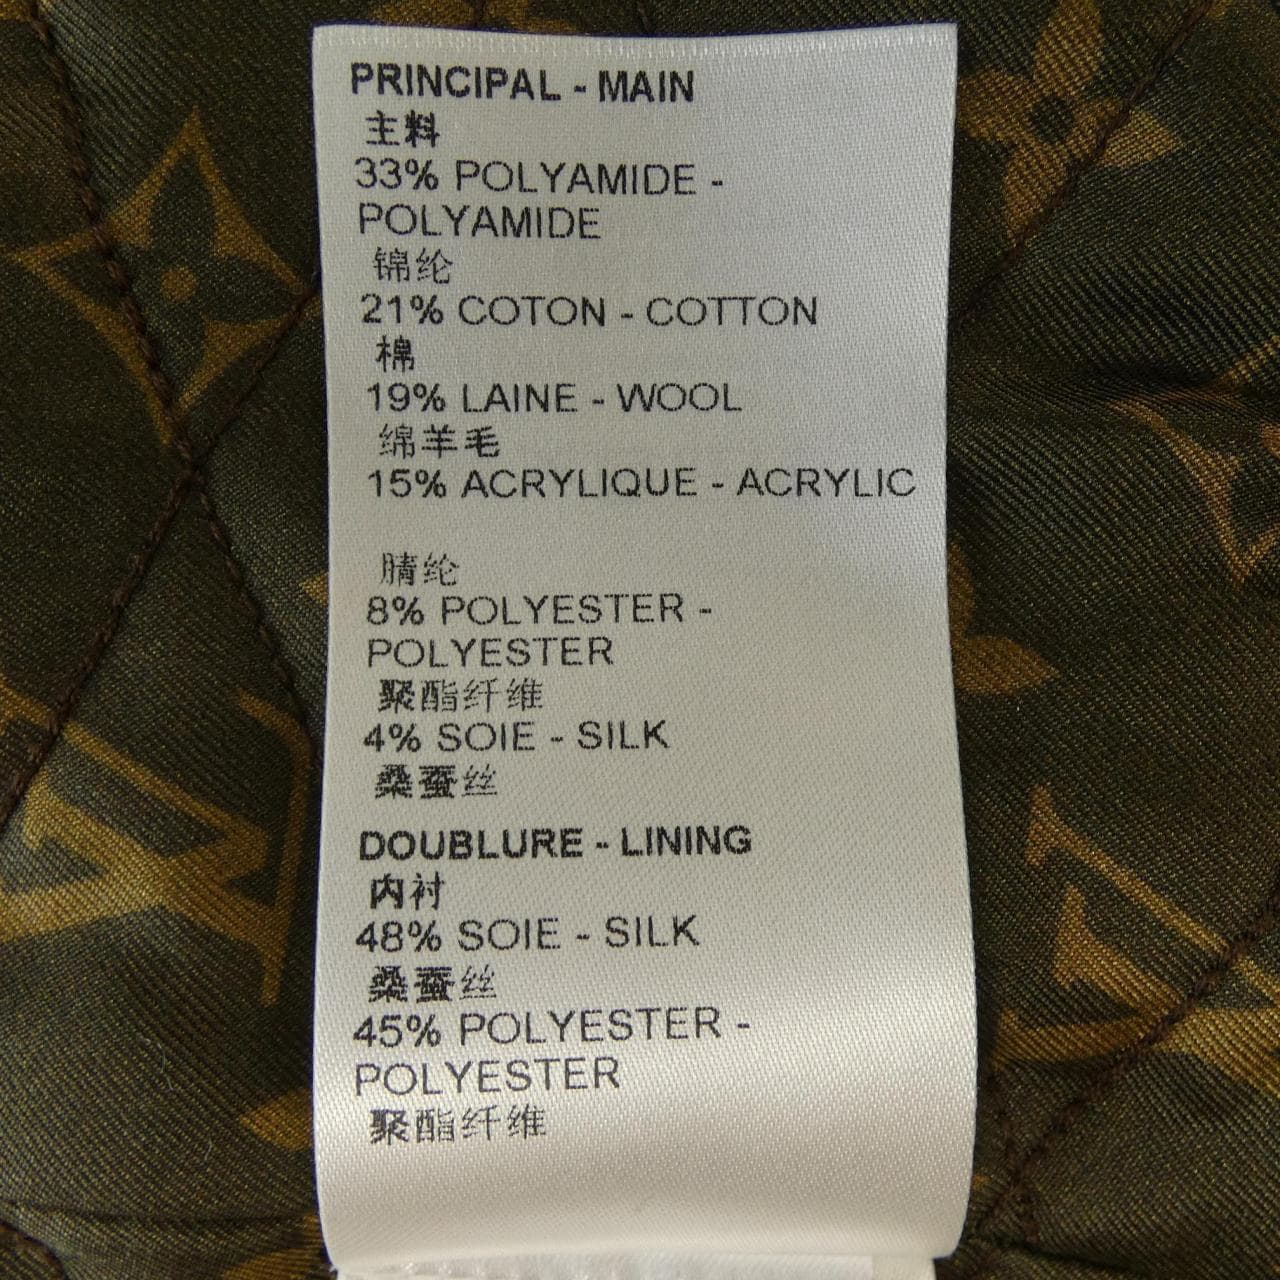 PRINCIPAL - MAIN
主料
33% POLYAMIDE -
POLYAMIDE
锦纶
21% COTON - COTTON
棉
19% LAINE - WOOL
绵羊毛
15% ACRYLIQUE - ACRYLIC
腈纶
8% POLYESTER -
POLYESTER
聚酯纤维
4% SOIE - SILK
桑蚕丝
DOUBLURE - LINING
内衬
48% SOIE - SILK
桑蚕丝
45% POLYESTER -
POLYESTER
聚酯纤维